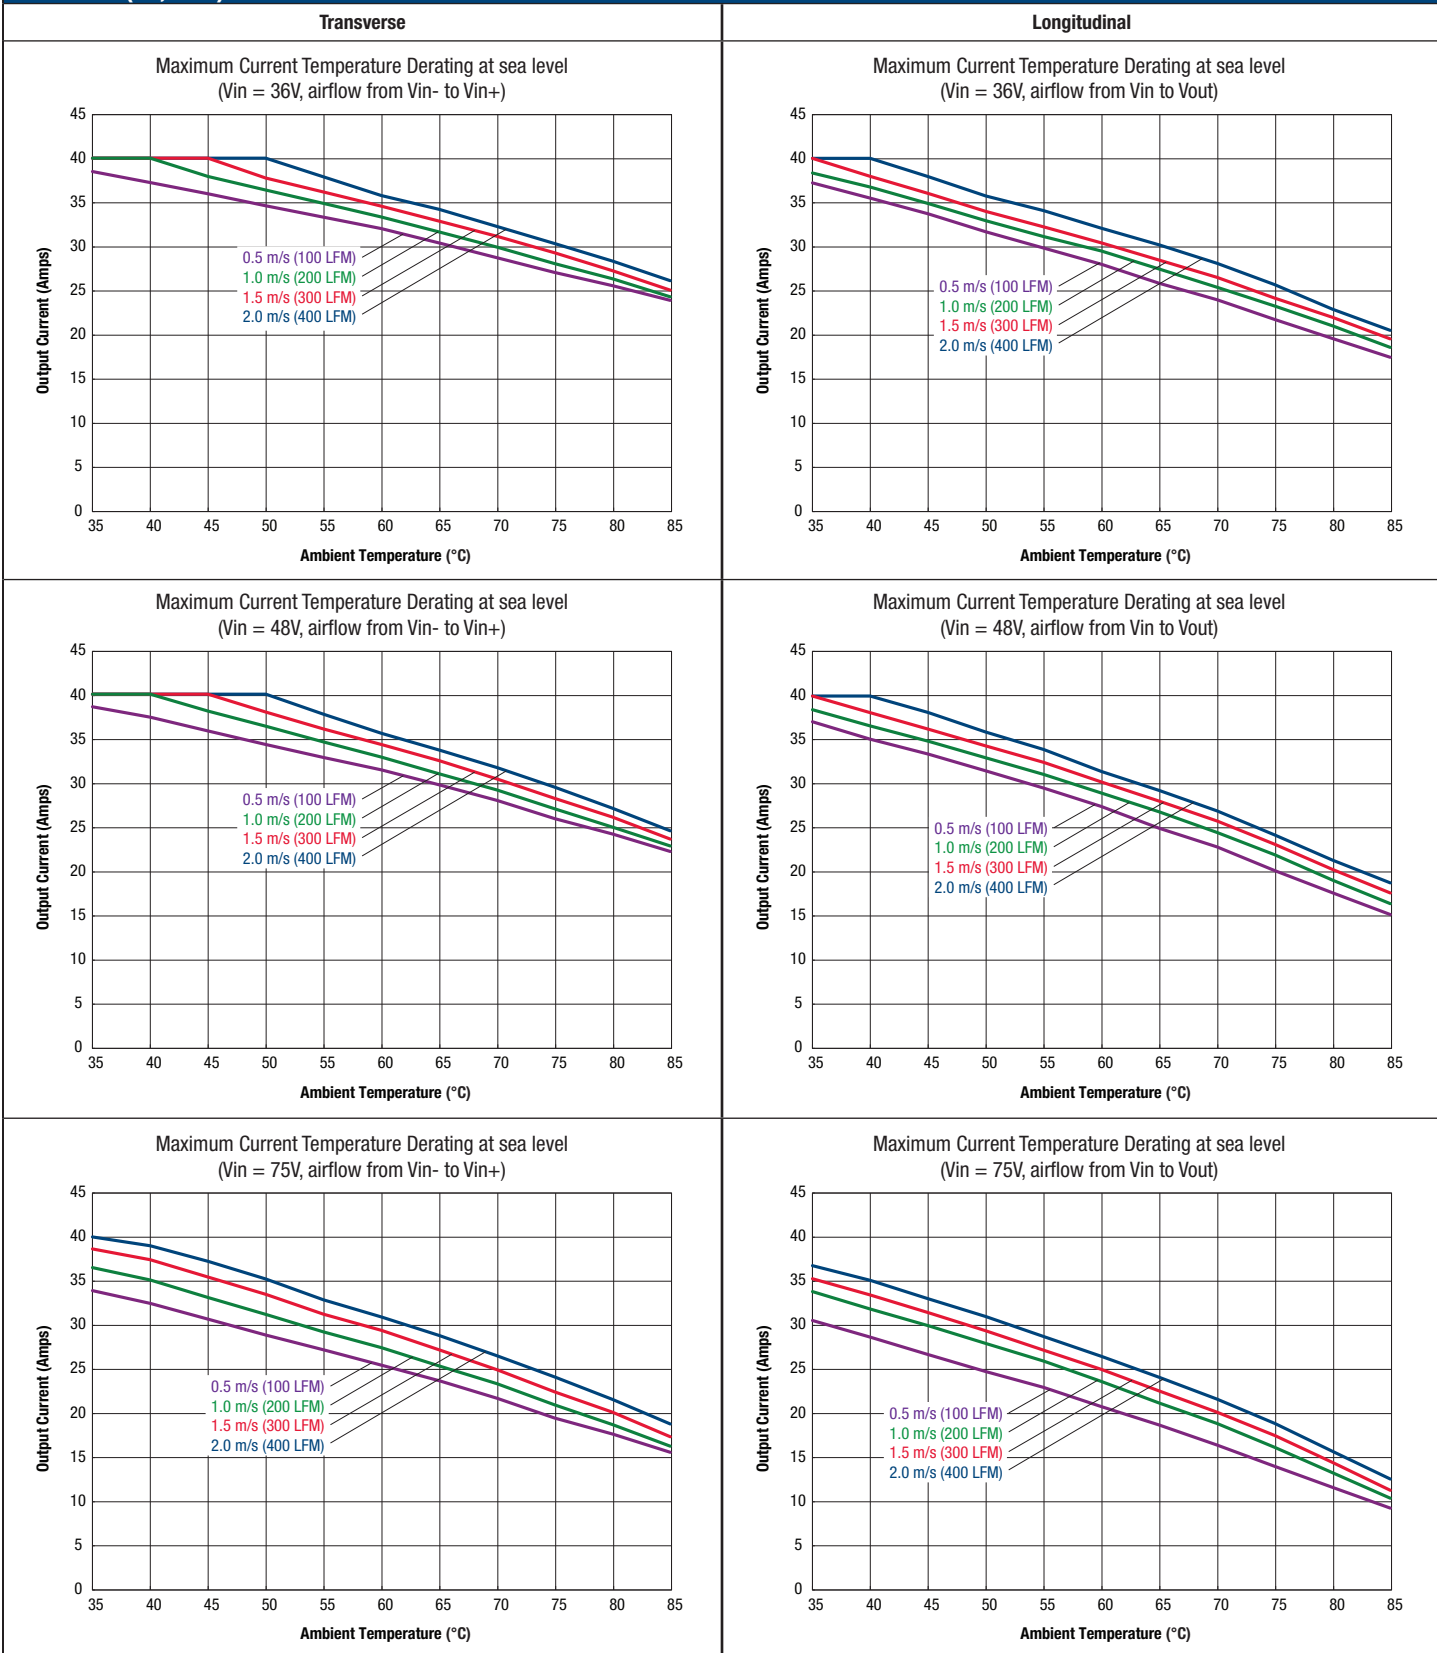 Transverse
Longitudinal
Maximum Current Temperature Derating at sea level
(Vin = 36V, airflow from Vin- to Vin+)
45
40
35
30
25
20
15
10
5
0
Output Current (Amps)
0.5 m/s (100 LFM)
1.0 m/s (200 LFM)
1.5 m/s (300 LFM)
2.0 m/s (400 LFM)
35 40 45 50 55 60 65 70 75 80 85
Ambient Temperature (°C)
Maximum Current Temperature Derating at sea level
(Vin = 36V, airflow from Vin to Vout)
45
40
35
30
25
20
15
10
5
0
Output Current (Amps)
0.5 m/s (100 LFM)
1.0 m/s (200 LFM)
1.5 m/s (300 LFM)
2.0 m/s (400 LFM)
35 40 45 50 55 60 65 70 75 80 85
Ambient Temperature (°C)
Maximum Current Temperature Derating at sea level
(Vin = 48V, airflow from Vin- to Vin+)
45
40
35
30
25
20
15
10
5
0
Output Current (Amps)
0.5 m/s (100 LFM)
1.0 m/s (200 LFM)
1.5 m/s (300 LFM)
2.0 m/s (400 LFM)
35 40 45 50 55 60 65 70 75 80 85
Ambient Temperature (°C)
Maximum Current Temperature Derating at sea level
(Vin = 48V, airflow from Vin to Vout)
45
40
35
30
25
20
15
10
5
0
Output Current (Amps)
0.5 m/s (100 LFM)
1.0 m/s (200 LFM)
1.5 m/s (300 LFM)
2.0 m/s (400 LFM)
35 40 45 50 55 60 65 70 75 80 85
Ambient Temperature (°C)
Maximum Current Temperature Derating at sea level
(Vin = 75V, airflow from Vin- to Vin+)
45
40
35
30
25
20
15
10
5
0
Output Current (Amps)
0.5 m/s (100 LFM)
1.0 m/s (200 LFM)
1.5 m/s (300 LFM)
2.0 m/s (400 LFM)
35 40 45 50 55 60 65 70 75 80 85
Ambient Temperature (°C)
Maximum Current Temperature Derating at sea level
(Vin = 75V, airflow from Vin to Vout)
45
40
35
30
25
20
15
10
5
0
Output Current (Amps)
0.5 m/s (100 LFM)
1.0 m/s (200 LFM)
1.5 m/s (300 LFM)
2.0 m/s (400 LFM)
35 40 45 50 55 60 65 70 75 80 85
Ambient Temperature (°C)